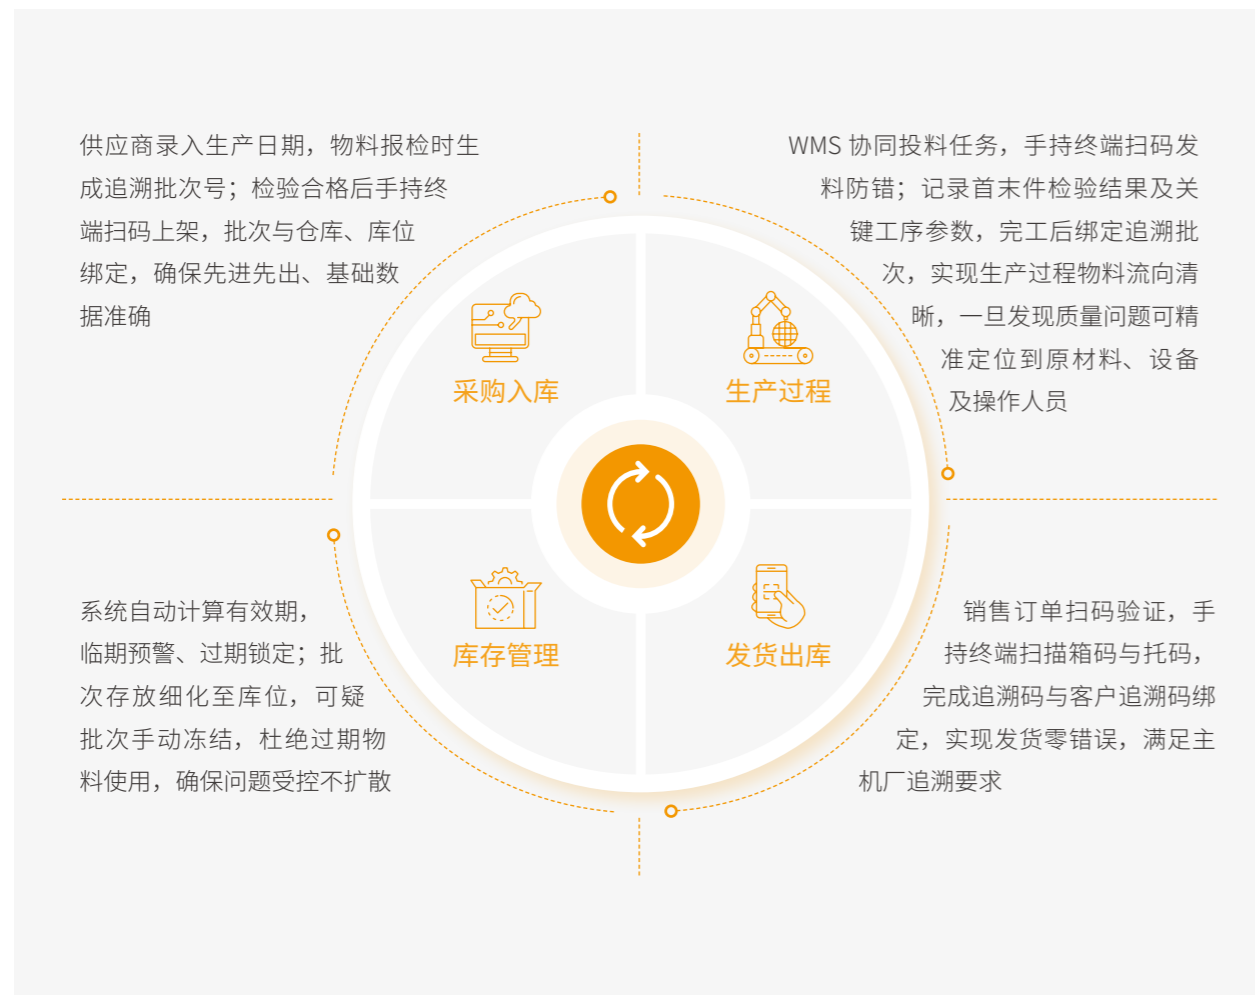 供应商录入生产日期，物料报检时生
成追溯批次号；检验合格后手持终
端扫码上架，批次与仓库、库位
绑定，确保先进先出、基础数
据准确
WMS 协同投料任务，手持终端扫码发
料防错；记录首末件检验结果及关
键工序参数，完工后绑定追溯批
次，实现生产过程物料流向清
晰，一旦发现质量问题可精
准定位到原材料、设备
及操作人员
采购入库
生产过程
库存管理
发货出库
系统自动计算有效期，
临期预警、过期锁定；批
次存放细化至库位，可疑
批次手动冻结，杜绝过期物
料使用，确保问题受控不扩散
销售订单扫码验证，手
持终端扫描箱码与托码，
完成追溯码与客户追溯码绑
定，实现发货零错误，满足主
机厂追溯要求